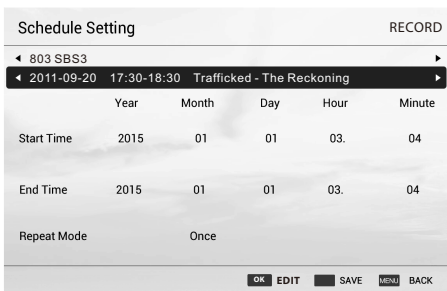 Schedule Setting RECORD
803 SBS3
2011-09-20 17:30-18:30 Trafficked - The Reckoning
Year Month Day Hour Minute
Start Time 2015 01 01 03. 04
End Time 2015 01 01 03. 04
Repeat Mode Once
OK EDIT SAVE MENU BACK